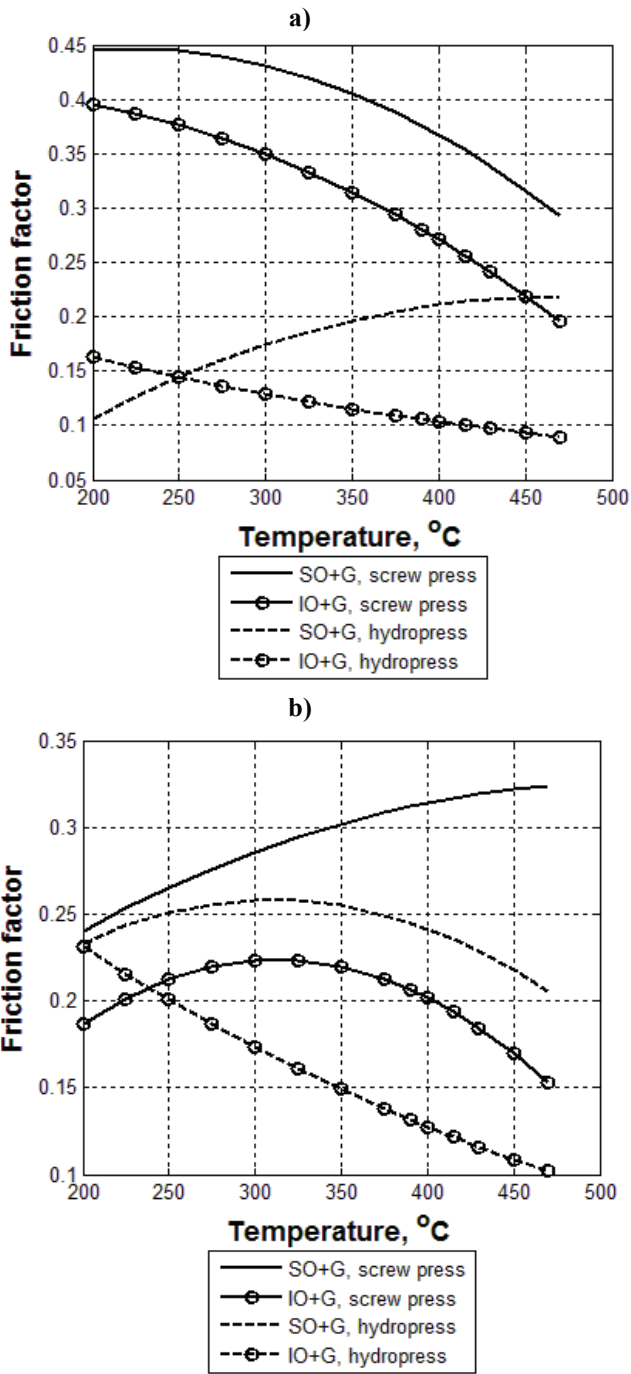 a)
0.45
0.4
0.35
0.3
0.25
0.2
0.15
0.1
0.05
Friction factor
200 250 300 350 400 450 500
Temperature, °C
SO+G, screw press
IO+G, screw press
SO+G, hydropress
IO+G, hydropress
b)
0.35
0.3
0.25
0.2
0.15
0.1
Friction factor
200 250 300 350 400 450 500
Temperature, °C
SO+G, screw press
IO+G, screw press
SO+G, hydropress
IO+G, hydropress